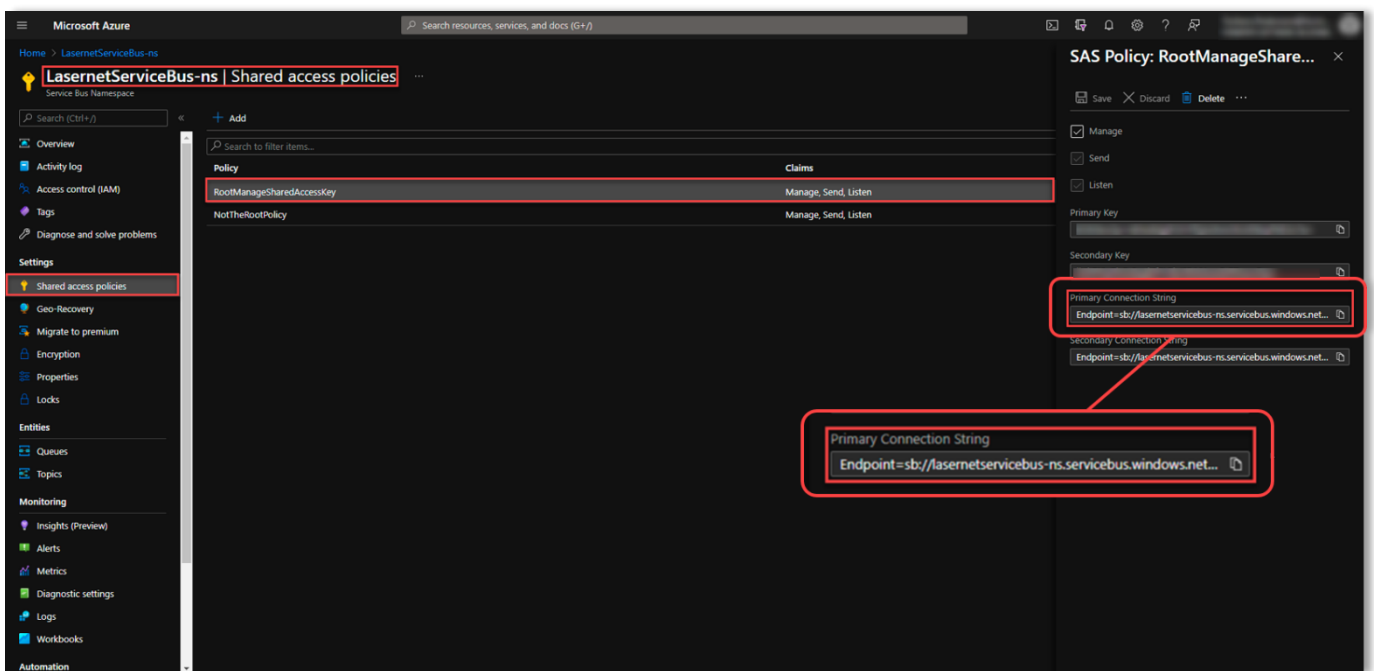 Microsoft Azure
Search resources, services, and docs (G+/)
Home > LasernetServiceBus-ns
LasernetServiceBus-ns | Shared access policies ...
Service Bus Namespace
Search (Ctrl+/)
«
Overview
Activity log
Access control (IAM)
Tags
Diagnose and solve problems
Settings
Shared access policies
Geo-Recovery
Migrate to premium
Encryption
Properties
Locks
Entities
Queues
Topics
Monitoring
Insights (Preview)
Alerts
Metrics
Diagnostic settings
Logs
Workbooks
Automation
+ Add
Search to filter items...
Policy Claims
RootManageSharedAccessKey Manage, Send, Listen
NotTheRootPolicy Manage, Send, Listen
SAS Policy: RootManageShare...
Save Discard Delete ...
Manage
Send
Listen
Primary Key
Secondary Key
Primary Connection String
Endpoint=sb://lasernetservicebus-ns.servicebus.windows.net...
Secondary Connection String
Endpoint=sb://lasernetservicebus-ns.servicebus.windows.net...
Primary Connection String
Endpoint=sb://lasernetservicebus-ns.servicebus.windows.net...